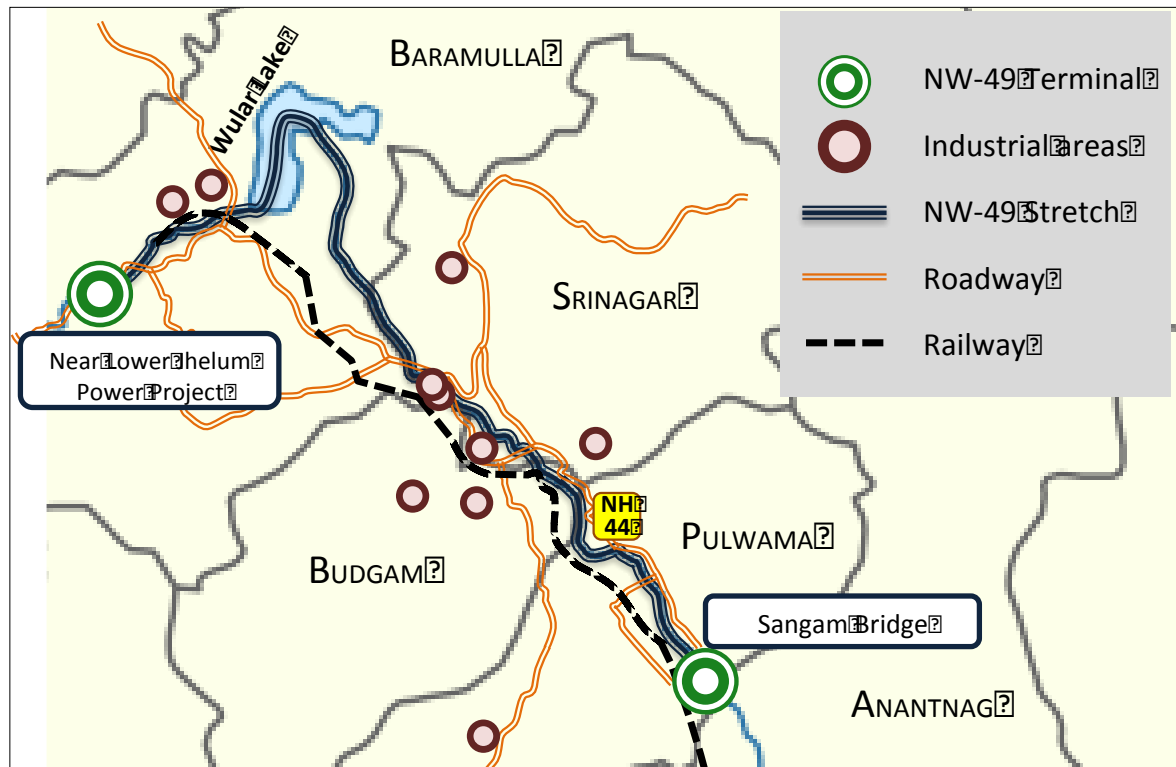 BARAMULLA⍰
Wular⍰Lake⍰
NW-49⍰Terminal⍰
Industrial⍰areas⍰
NW-49⍰Stretch⍰
Roadway⍰
Railway⍰
SRINAGAR⍰
Near⍰Lower⍰Jhelum⍰
Power⍰Project⍰
NH⍰
44⍰
PULWAMA⍰
BUDGAM⍰
Sangam⍰Bridge⍰
ANANTNAG⍰